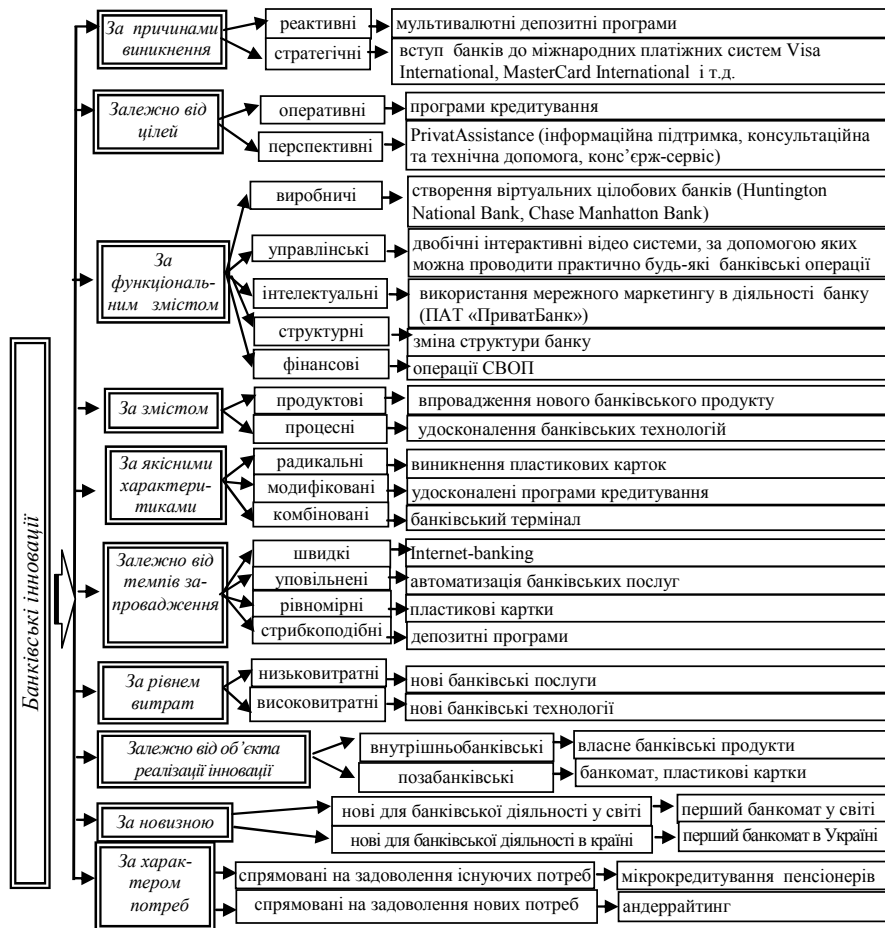 Банківські інновації
За причинами
виникнення
реактивні
мультивалютні депозитні програми
стратегічні
вступ банків до міжнародних платіжних систем Visa
International, MasterCard International і т.д.
Залежно від
цілей
оперативні
програми кредитування
перспективні
PrivatAssistance (інформаційна підтримка, консультаційна
та технічна допомога, конс’єрж-сервіс)
За
функціональ-
ним змістом
виробничі
створення віртуальних цілобових банків (Huntington
National Bank, Chase Manhatton Bank)
управлінські
двобічні інтерактивні відео системи, за допомогою яких
можна проводити практично будь-які банківські операції
інтелектуальні
використання мережного маркетингу в діяльності банку
(ПАТ «ПриватБанк»)
структурні
зміна структури банку
фінансові
операції СВОП
За змістом
продуктові
впровадження нового банківського продукту
процесні
удосконалення банківських технологій
За якісними
характери-
тиками
радикальні
виникнення пластикових карток
модифіковані
удосконалені програми кредитування
комбіновані
банківський термінал
Залежно від
темпів за-
провадження
швидкі
Internet-banking
уповільнені
автоматизація банківських послуг
рівномірні
пластикові картки
стрибкоподібні
депозитні програми
За рівнем
витрат
низьковитратні
нові банківські послуги
високовитратні
нові банківські технології
Залежно від об’єкта
реалізації інновації
внутрішньобанківські
власне банківські продукти
позабанківські
банкомат, пластикові картки
За новизною
нові для банківської діяльності у світі
перший банкомат у світі
нові для банківської діяльності в країні
перший банкомат в Україні
За харак-
тером
потреб
спрямовані на задоволення існуючих потреб
мікрокредитування пенсіонерів
спрямовані на задоволення нових потреб
андеррайтинг